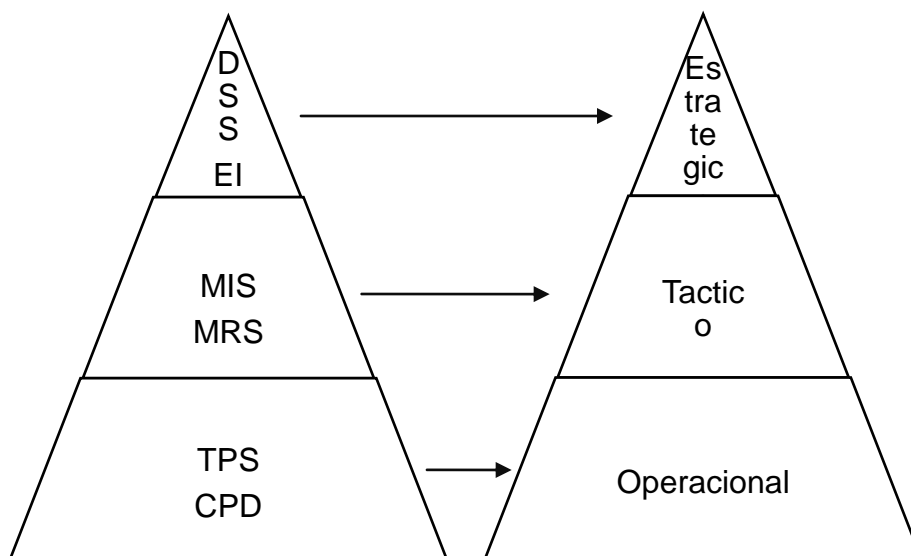 D
S
S
EI
MIS
MRS
TPS
CPD
Es
tra
te
gic
Tactic
o
Operacional